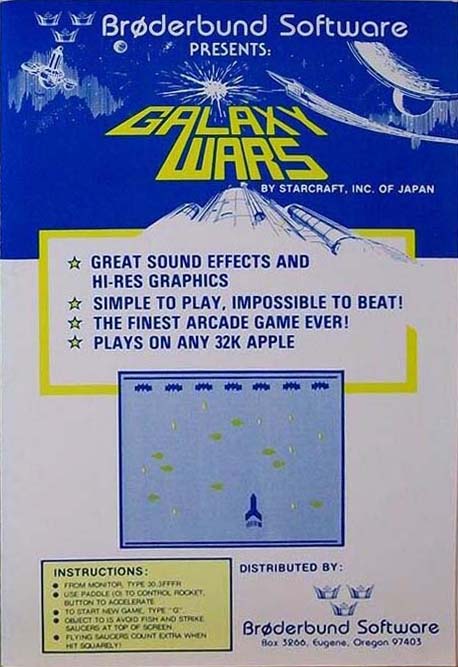 Brøderbund Software
PRESENTS:
GALAXY
WARS
BY STARCRAFT, INC. OF JAPAN
GREAT SOUND EFFECTS AND
HI-RES GRAPHICS
SIMPLE TO PLAY, IMPOSSIBLE TO BEAT!
THE FINEST ARCADE GAME EVER!
PLAYS ON ANY 32K APPLE
INSTRUCTIONS:
FROM MONITOR, TYPE 30.3FFFR
USE PADDLE (O) TO CONTROL ROCKET,
BUTTON TO ACCELERATE
TO START NEW GAME, TYPE "G".
OBJECT TO IS AVOID FISH AND STRIKE
SAUCERS AT TOP OF SCREEN
FLYING SAUCERS COUNT EXTRA WHEN
HIT SQUARELY!
DISTRIBUTED BY:
Brøderbund Software
Box 3266, Eugene, Oregon 97403